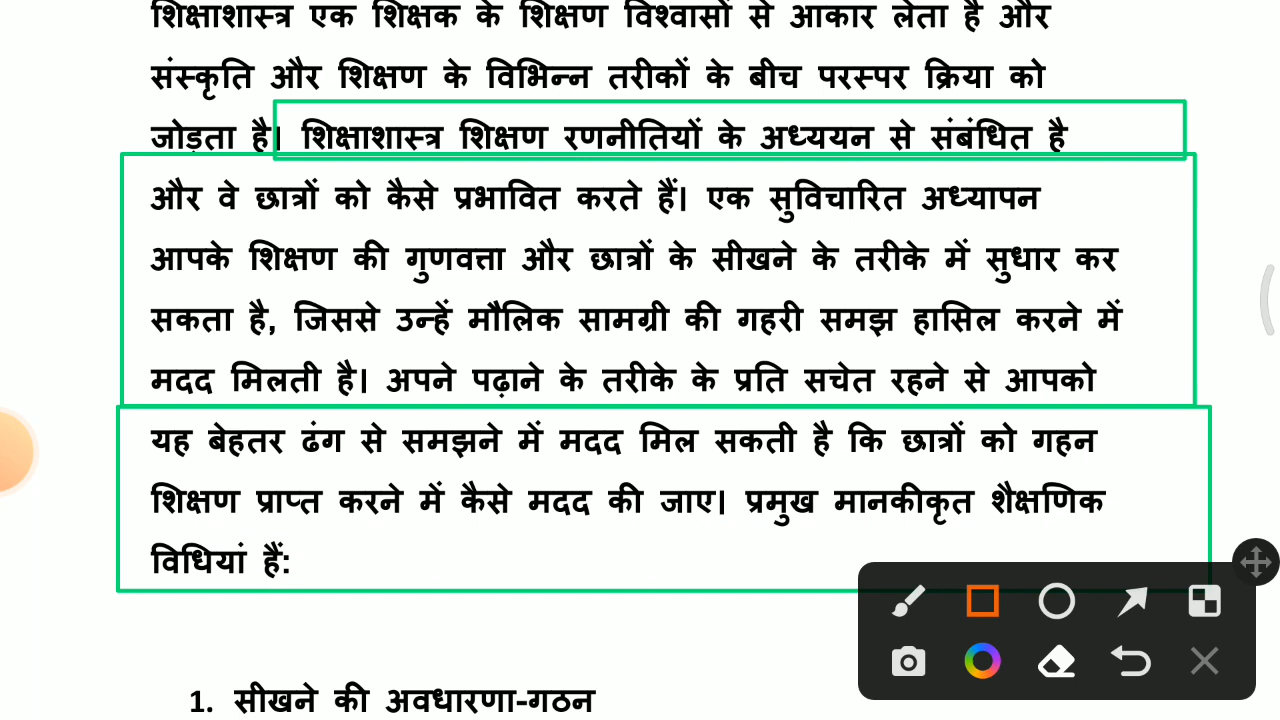 शिक्षाशास्त्र एक शिक्षक के शिक्षण विश्वासों से आकार लेता है और
संस्कृति और शिक्षण के विभिन्न तरीकों के बीच परस्पर क्रिया को
जोड़ता है। शिक्षाशास्त्र शिक्षण रणनीतियों के अध्ययन से संबंधित है
और वे छात्रों को कैसे प्रभावित करते हैं। एक सुविचारित अध्यापन
आपके शिक्षण की गुणवत्ता और छात्रों के सीखने के तरीके में सुधार कर
सकता है, जिससे उन्हें मौलिक सामग्री की गहरी समझ हासिल करने में
मदद मिलती है। अपने पढ़ाने के तरीके के प्रति सचेत रहने से आपको
यह बेहतर ढंग से समझने में मदद मिल सकती है कि छात्रों को गहन
शिक्षण प्राप्त करने में कैसे मदद की जाए। प्रमुख मानकीकृत शैक्षणिक
विधियां हैं:
1. सीखने की अवधारणा-गठन